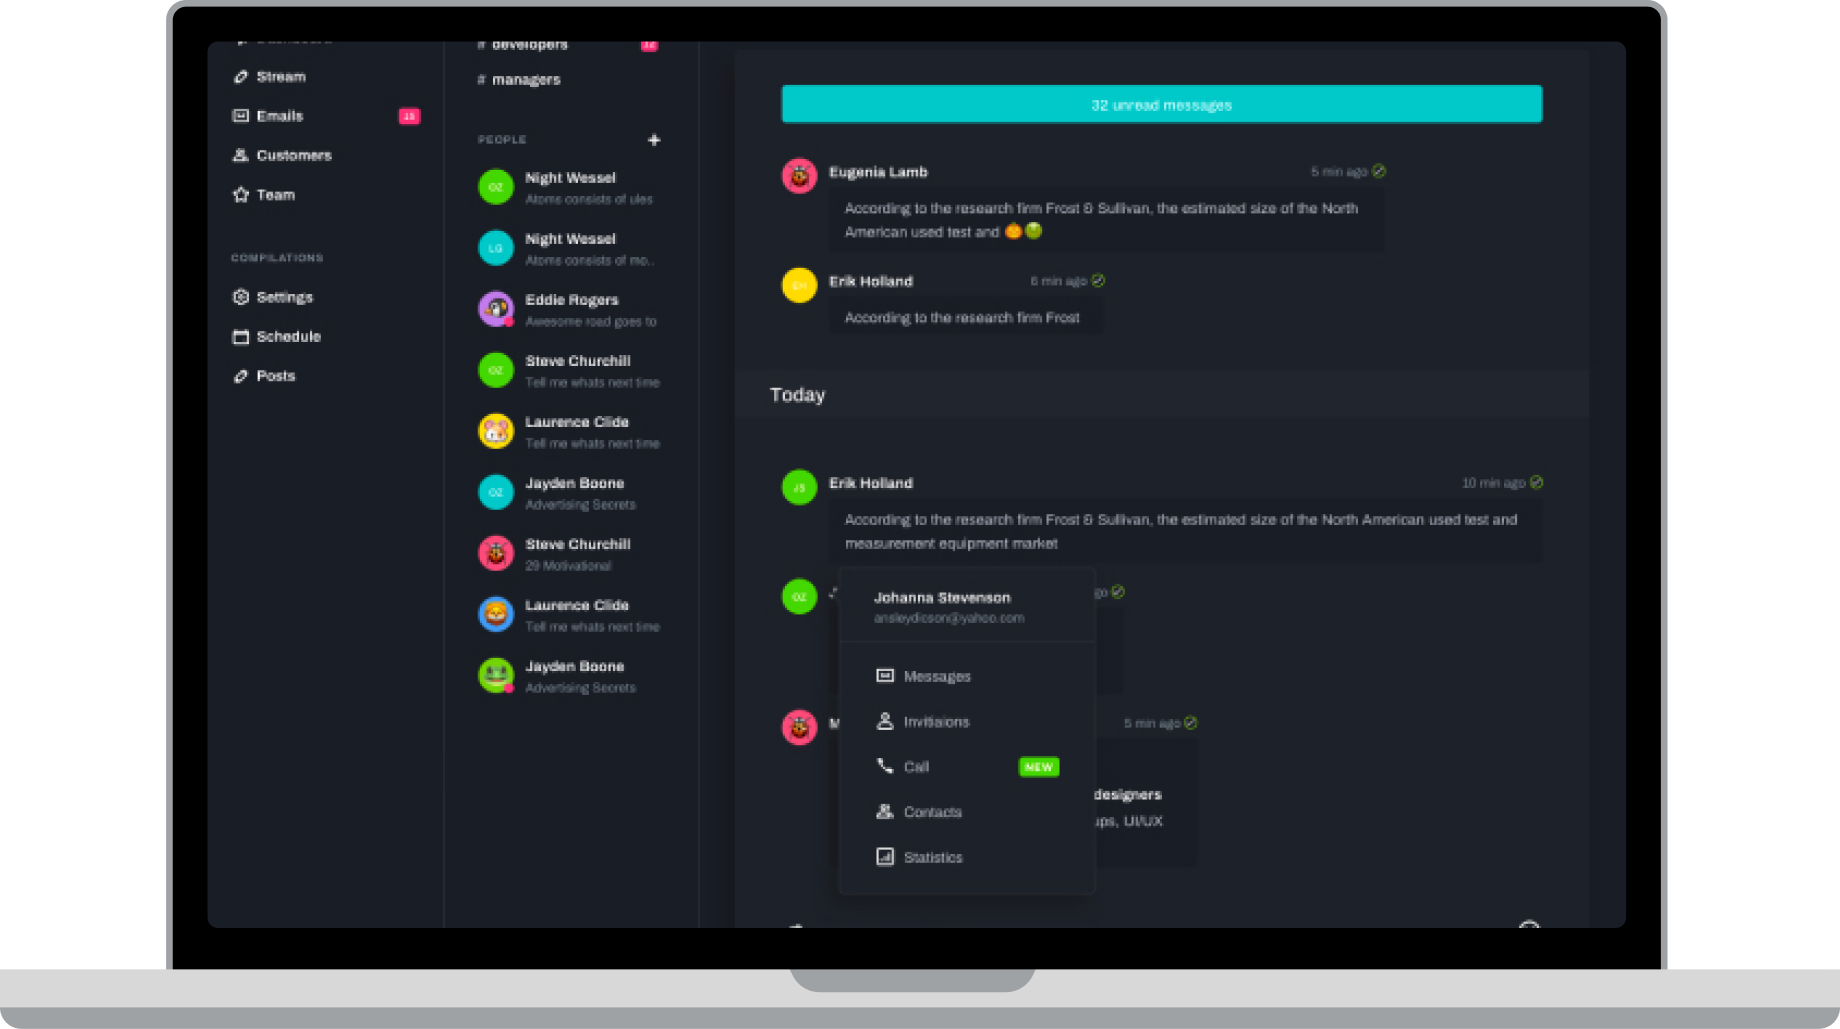 Stream
Emails
Customers
Team
COMPILATIONS
Settings
Schedule
Posts
# developers 12
# managers
PEOPLE
OZ
Night Wessel
Atoms consists of ules
LG
Night Wessel
Atoms consists of mo..
Eddie Rogers
Awesome road goes to
OZ
Steve Churchill
Tell me whats next time
Laurence Clide
Tell me whats next time
OZ
Jayden Boone
Advertising Secrets
Steve Churchill
29 Motivational
Laurence Clide
Tell me whats next time
Jayden Boone
Advertising Secrets
32 unread messages
Eugenia Lamb 5 min ago
According to the research firm Frost & Sullivan, the estimated size of the North
American used test and
EH
Erik Holland 6 min ago
According to the research firm Frost
Today
JS
Erik Holland 10 min ago
According to the research firm Frost & Sullivan, the estimated size of the North American used test and
measurement equipment market
OZ
go
Johanna Stevenson
ansleydicson@yahoo.com
Messages
M 5 min ago
Invitiaions
Call NEW
designers
Contacts
ups, UI/UX
Statistics